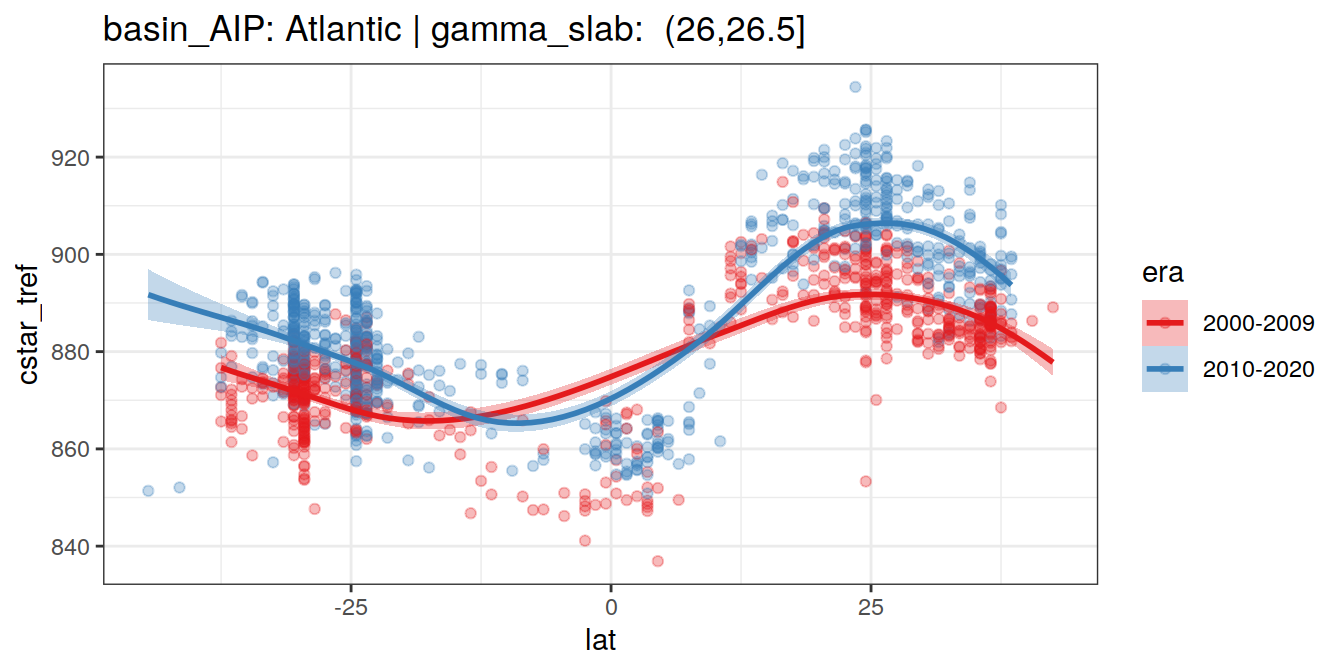 basin_AIP: Atlantic | gamma_slab:  (26,26.5]
920
900
880
860
840
cstar_tref
-25
0
25
lat
era
2000-2009
2010-2020